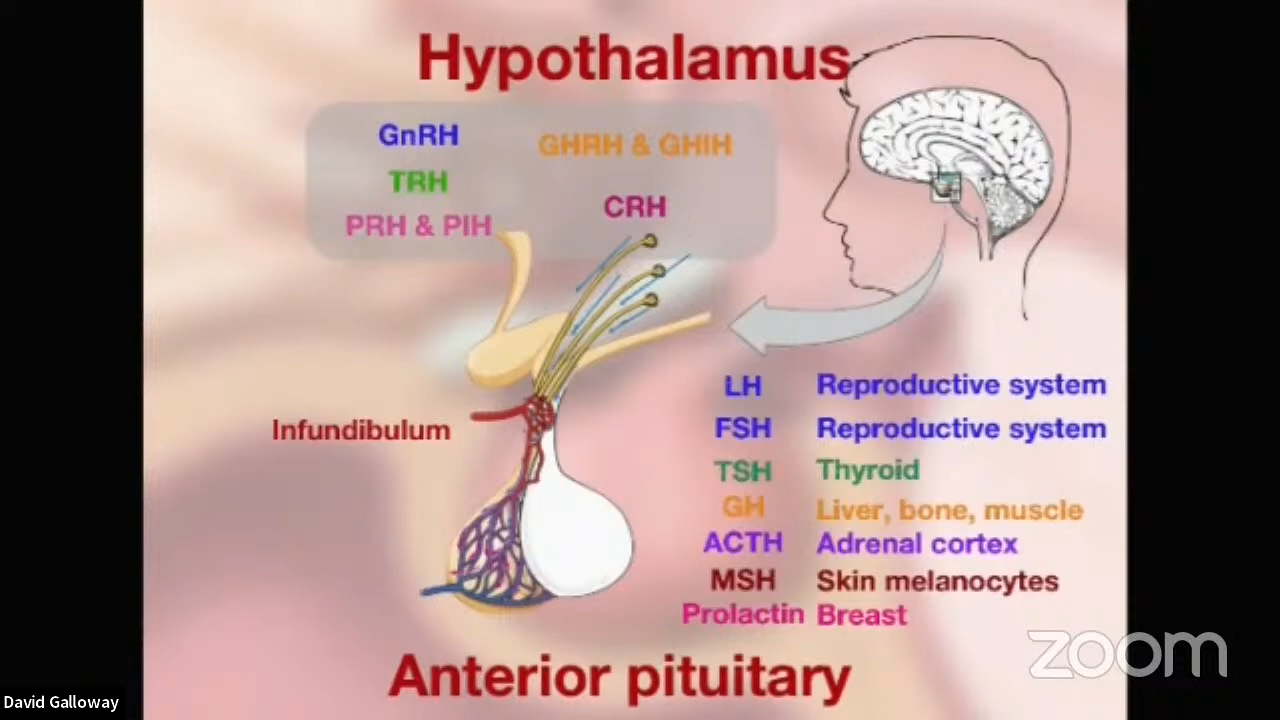 Hypothalamus
GnRH
GHRH & GHIH
TRH
CRH
PRH & PIH
Infundibulum
LH Reproductive system
FSH Reproductive system
TSH Thyroid
GH Liver, bone, muscle
ACTH Adrenal cortex
MSH Skin melanocytes
Prolactin Breast
Anterior pituitary
zoom
David Galloway